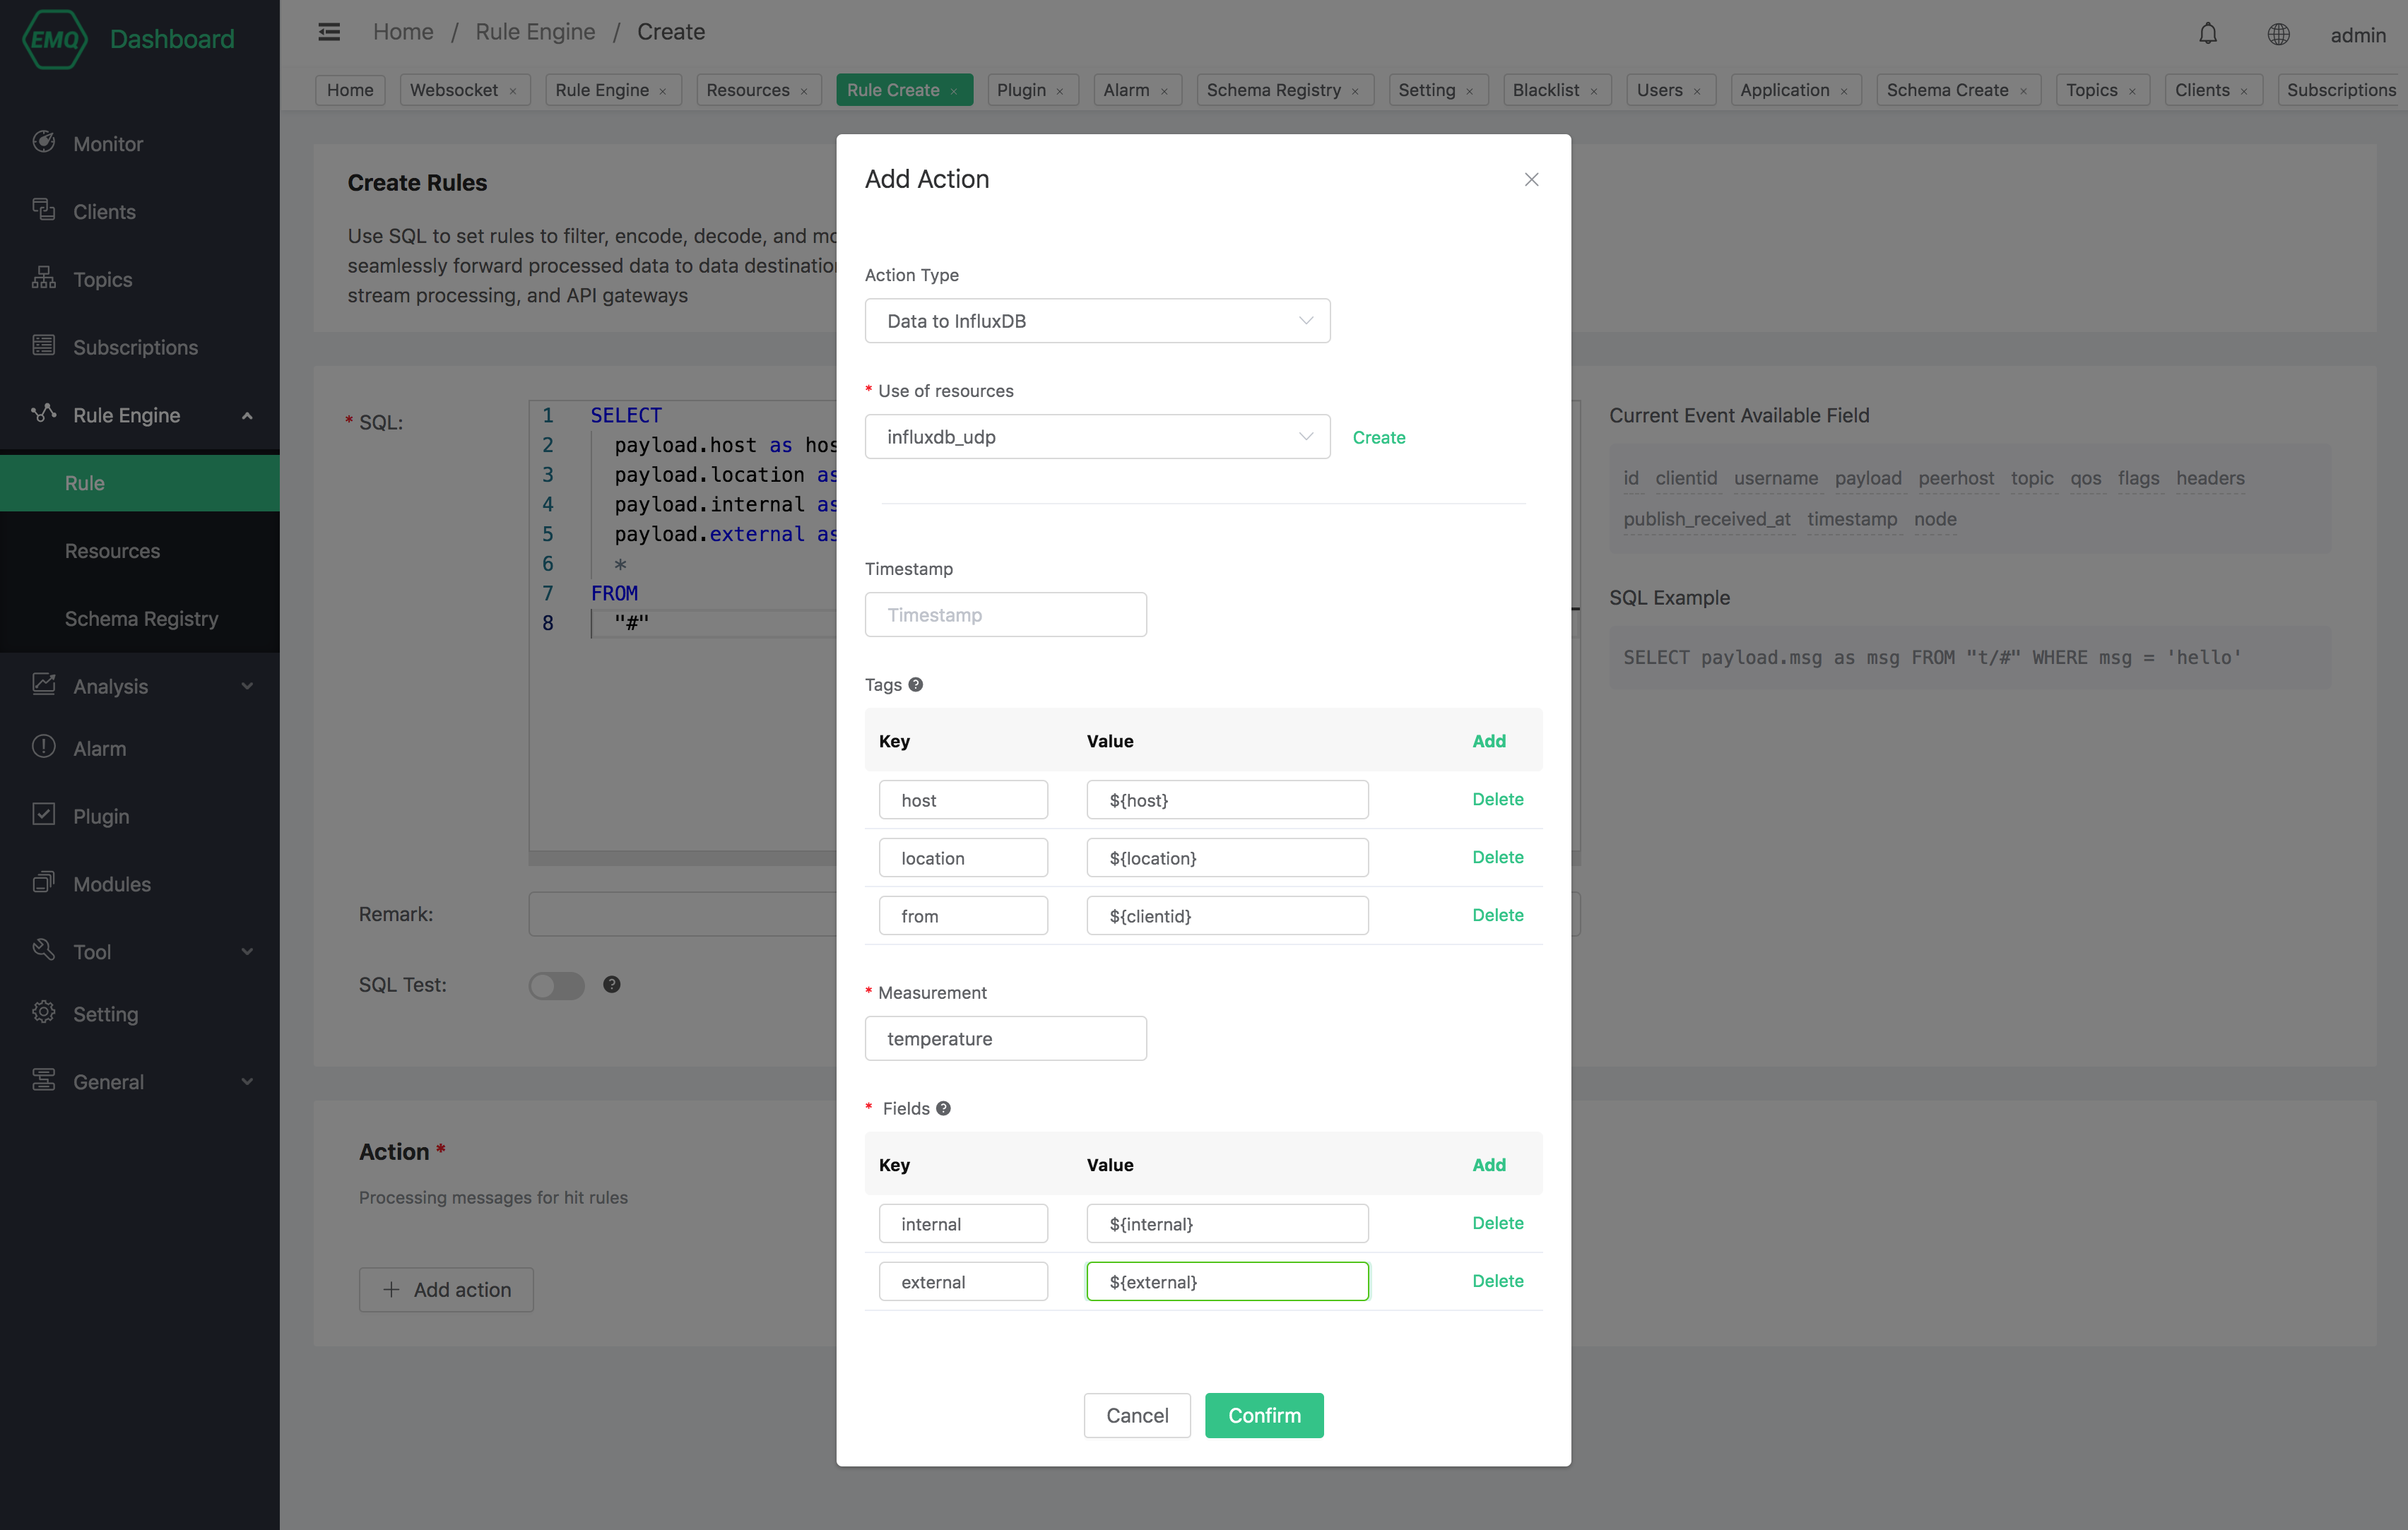 EMQ Dashboard
Home / Rule Engine / Create
admin
Home
Websocket ×
Rule Engine ×
Resources ×
Rule Create ×
Plugin ×
Alarm ×
Schema Registry ×
Setting ×
Blacklist ×
Users ×
Application ×
Schema Create ×
Topics ×
Clients ×
Subscriptions
Monitor
Clients
Topics
Subscriptions
Rule Engine
Rule
Resources
Schema Registry
Analysis
Alarm
Plugin
Modules
Tool
Setting
General
Create Rules
Use SQL to set rules to filter, encode, decode, and
seamlessly forward processed data to data
stream processing, and API gateways
* SQL:
1 SELECT
2 payload.host as
3 payload.location as
4 payload.internal as
5 payload.external as
6 *
7 FROM
8 "#"
Remark:
SQL Test:
Action *
Processing messages for hit rules
+ Add action
Current Event Available Field
id clientid username payload peerhost topic qos flags headers
publish_received_at timestamp node
SQL Example
SELECT payload.msg as msg FROM "t/#" WHERE msg = 'hello'
Add Action
Action Type
Data to InfluxDB
* Use of resources
influxdb_udp
Create
Timestamp
Timestamp
Tags ?
Key Value Add
host ${host} Delete
location ${location} Delete
from ${clientid} Delete
* Measurement
temperature
* Fields ?
Key Value Add
internal ${internal} Delete
external ${external} Delete
Cancel Confirm